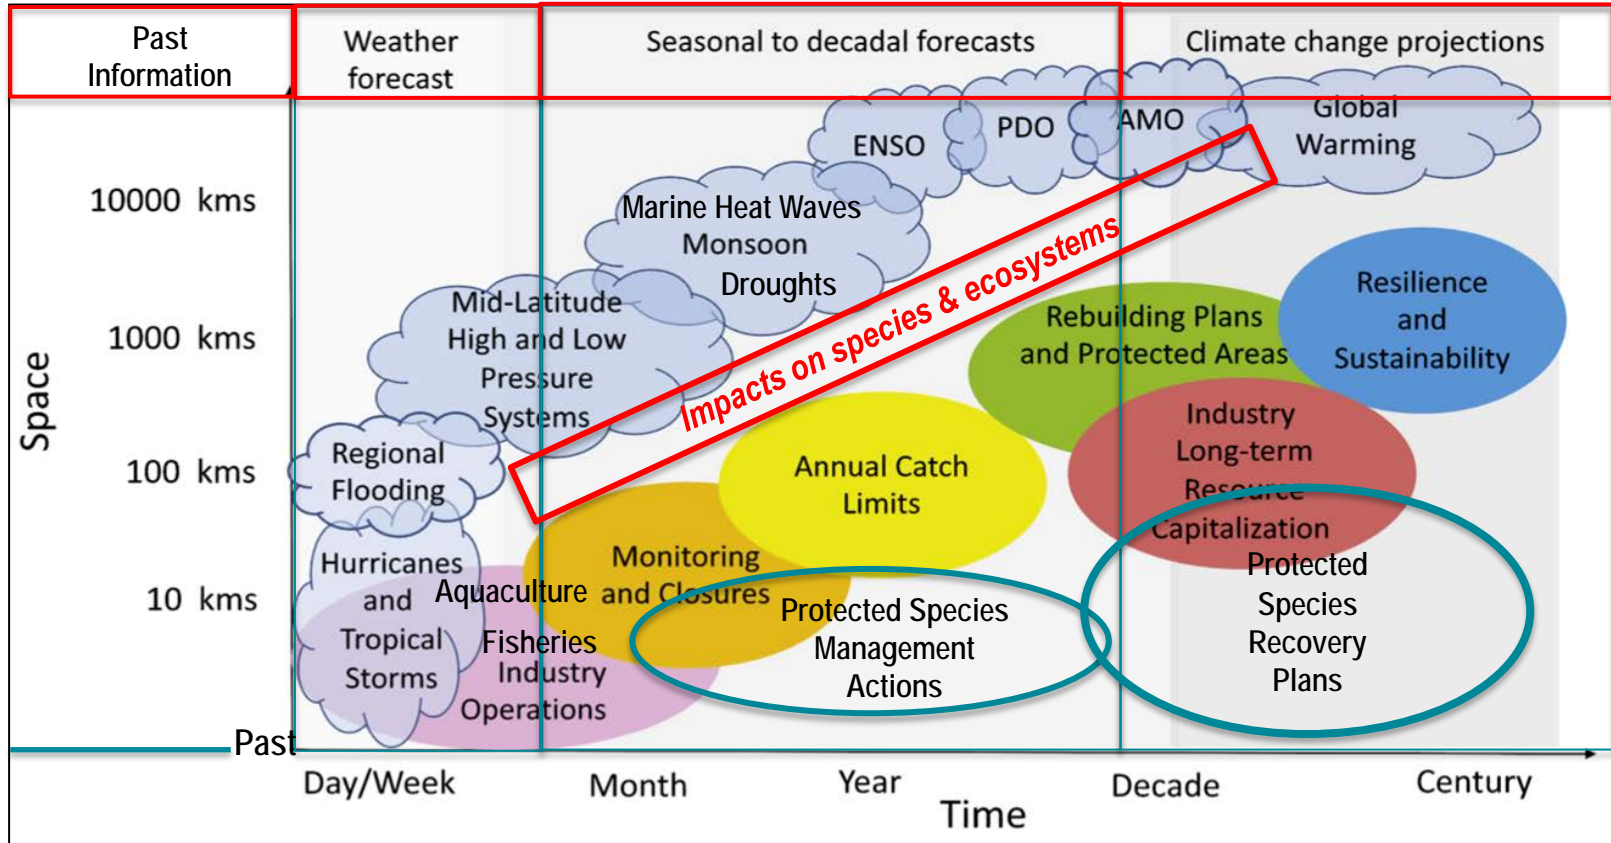 Past
Information
Weather
forecast
Seasonal to decadal forecasts
Climate change projections
ENSO
PDO
AMO
Global
Warming
10000 kms
Marine Heat Waves
Monsoon
Droughts
Impacts on species & ecosystems
Mid-Latitude
High and Low
Pressure
Systems
1000 kms
Rebuilding Plans
and Protected Areas
Resilience
and
Sustainability
Space
Regional
Flooding
100 kms
Annual Catch
Limits
Industry
Long-term
Resource
Capitalization
Hurricanes
and
Tropical
Storms
10 kms
Aquaculture
Fisheries
Industry
Operations
Monitoring
and Closures
Protected Species
Management
Actions
Protected
Species
Recovery
Plans
Past
Day/Week
Month
Year
Decade
Century
Time